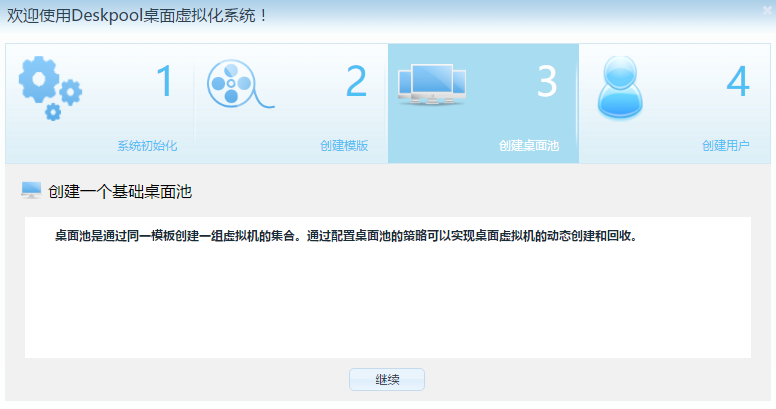 欢迎使用Deskpool桌面虚拟化系统！
1
系统初始化
2
创建模版
3
创建桌面池
4
创建用户
创建一个基础桌面池
桌面池是通过同一模板创建一组虚拟机的集合。通过配置桌面池的策略可以实现桌面虚拟机的动态创建和回收。
继续